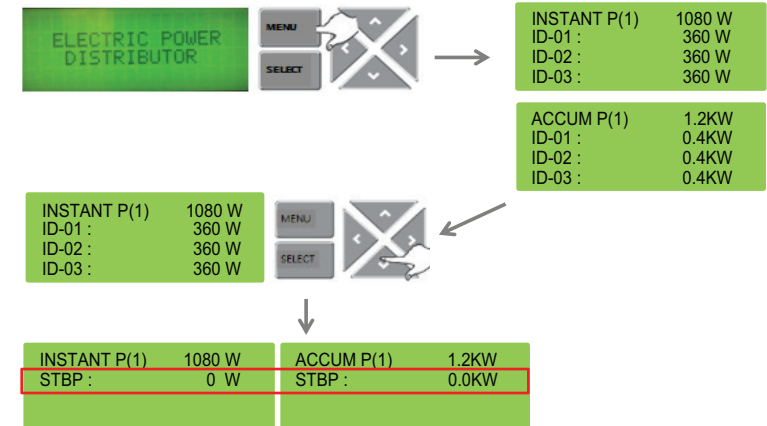 ELECTRIC POWER
DISTRIBUTOR
MENU
SELECT
INSTANT P(1) 1080 W
ID-01 : 360 W
ID-02 : 360 W
ID-03 : 360 W
ACCUM P(1) 1.2KW
ID-01 : 0.4KW
ID-02 : 0.4KW
ID-03 : 0.4KW
INSTANT P(1) 1080 W
ID-01 : 360 W
ID-02 : 360 W
ID-03 : 360 W
MENU
SELECT
INSTANT P(1) 1080 W
STBP : 0 W
ACCUM P(1) 1.2KW
STBP : 0.0KW